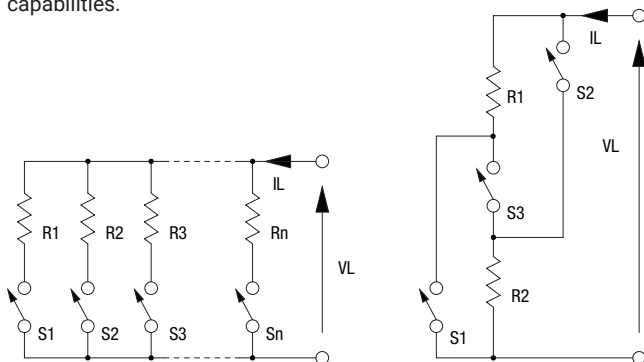 capabilities.
IL
R1
S2
VL
S3
R2
S1
IL
R1
R2
R3
Rn
VL
S1
S2
S3
Sn